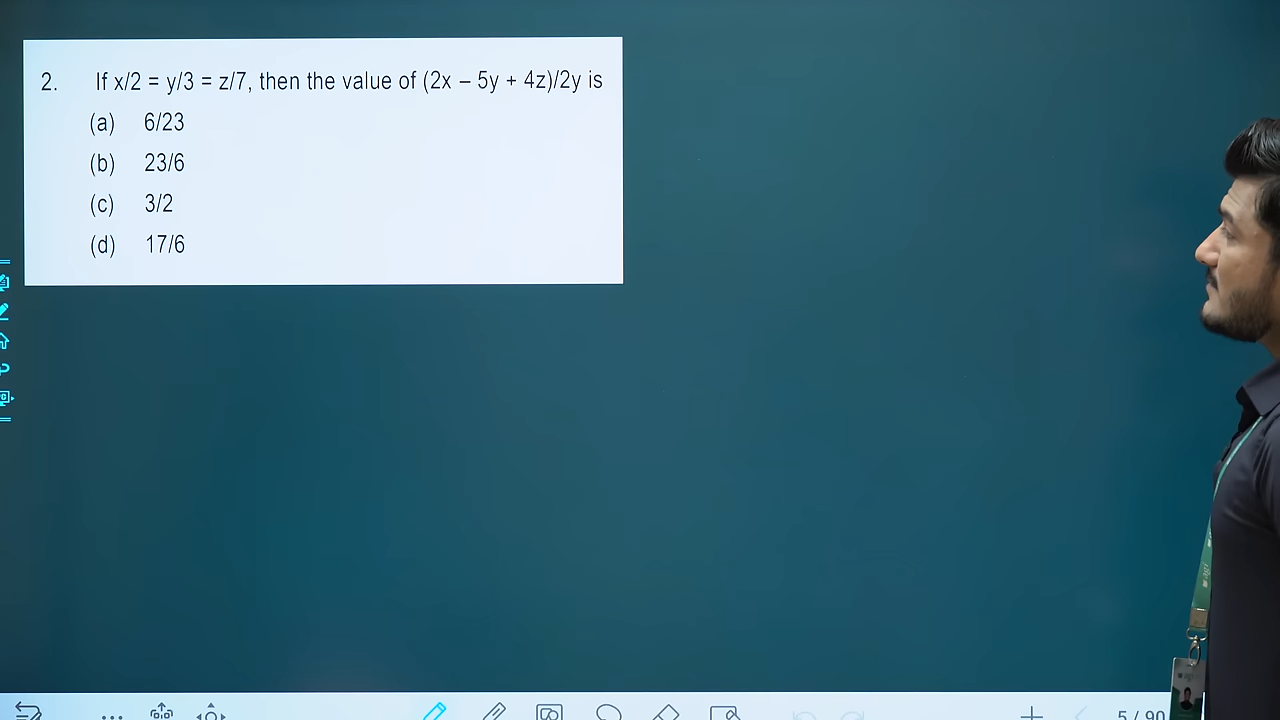 2. If x/2 = y/3 = z/7, then the value of (2x – 5y + 4z)/2y is
(a) 6/23
(b) 23/6
(c) 3/2
(d) 17/6
5 / 90